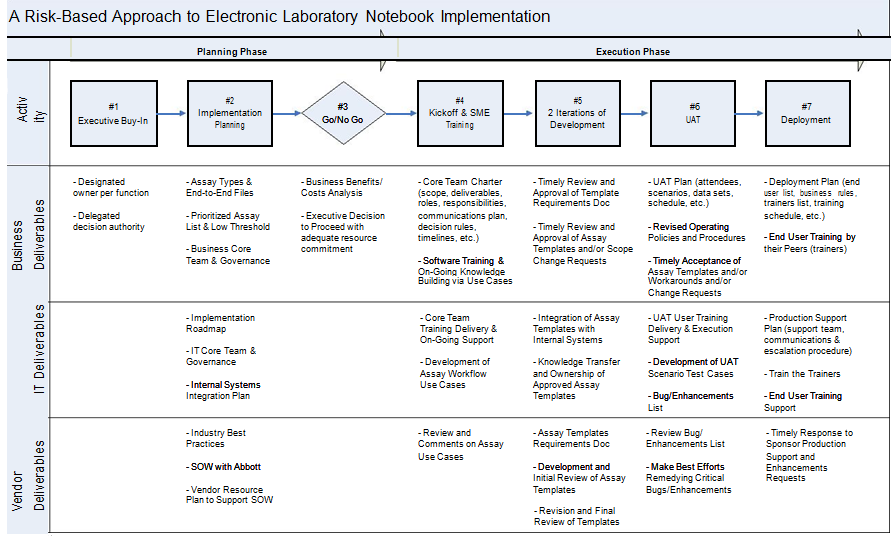 A Risk-Based Approach to Electronic Laboratory Notebook Implementation
Planning Phase
Execution Phase
Activ
ity
#1
Executive Buy-In
#2
Implementation
Planning
#3
Go/No Go
#4
Kickoff & SME
Training
#5
2 Iterations of
Development
#6
UAT
#7
Deployment
Business
Deliverables
- Designated
owner per function
- Delegated
decision authority
- Assay Types &
End-to-End Files
- Prioritized Assay
List & Low Threshold
- Business Core
Team & Governance
- Business Benefits/
Costs Analysis
- Executive Decision
to Proceed with
adequate resource
commitment
- Core Team Charter
(scope, deliverables,
roles, responsibilities,
communications plan,
decision rules,
timelines, etc.)
- Software Training &
On-Going Knowledge
Building via Use Cases
- Timely Review and
Approval of Template
Requirements Doc
- Timely Review and
Approval of Assay
Templates and/or Scope
Change Requests
- UAT Plan (attendees,
scenarios, data sets,
schedule, etc.)
- Revised Operating
Policies and Procedures
- Timely Acceptance of
Assay Templates and/or
Workarounds and/or
Change Requests
- Deployment Plan (end
user list, business rules,
trainers list, training
schedule, etc.)
- End User Training by
their Peers (trainers)
IT Deliverables
- Implementation
Roadmap
- IT Core Team &
Governance
- Internal Systems
Integration Plan
- Core Team
Training Delivery &
On-Going Support
- Development of
Assay Workflow
Use Cases
- Integration of Assay
Templates with
Internal Systems
- Knowledge Transfer
and Ownership of
Approved Assay
Templates
- UAT User Training
Delivery & Execution
Support
- Development of UAT
Scenario Test Cases
- Bug/Enhancements
List
- Production Support
Plan (support team,
communications &
escalation procedure)
- Train the Trainers
- End User Training
Support
Vendor
Deliverables
- Industry Best
Practices
- SOW with Abbott
- Vendor Resource
Plan to Support SOW
- Review and
Comments on Assay
Use Cases
- Assay Templates
Requirements Doc
- Development and
Initial Review of Assay
Templates
- Revision and Final
Review of Templates
- Review Bug/
Enhancements List
- Make Best Efforts
Remedying Critical
Bugs/Enhancements
- Timely Response to
Sponsor Production
Support and
Enhancements
Requests